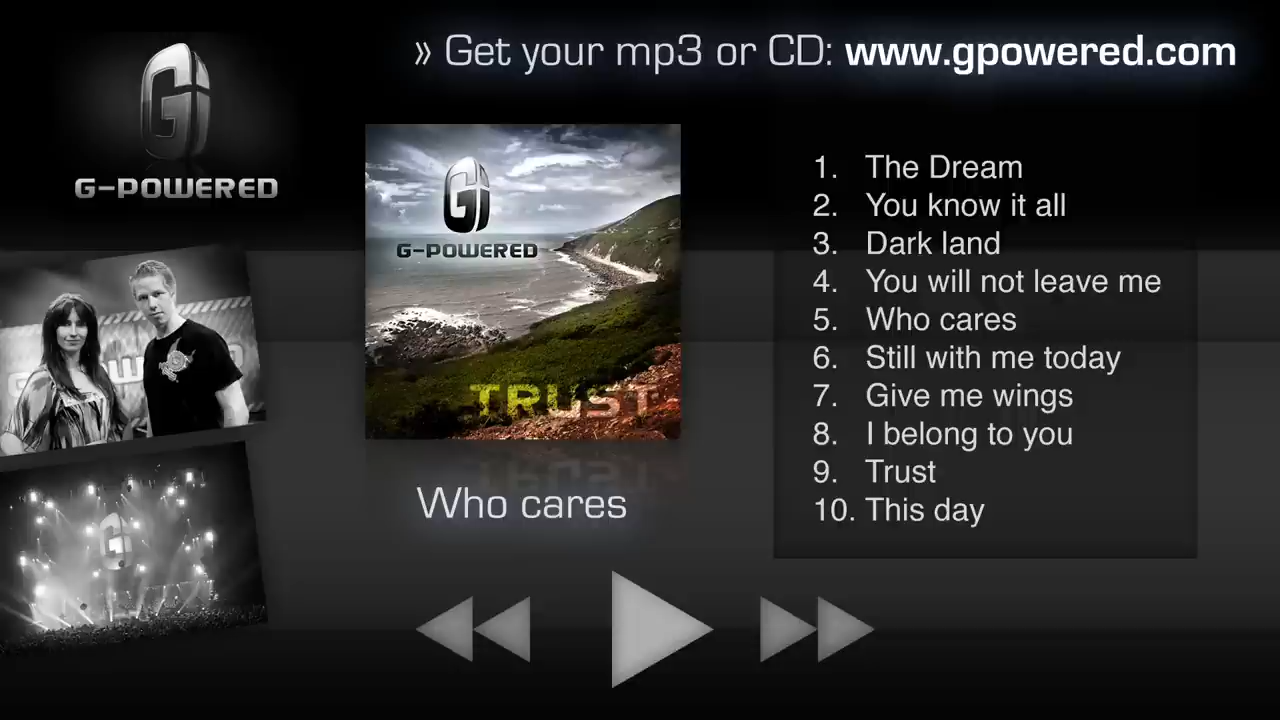 » Get your mp3 or CD: www.gpowered.com
G-POWERED
G-POWERED
TRUST
Who cares
1. The Dream
2. You know it all
3. Dark land
4. You will not leave me
5. Who cares
6. Still with me today
7. Give me wings
8. I belong to you
9. Trust
10. This day